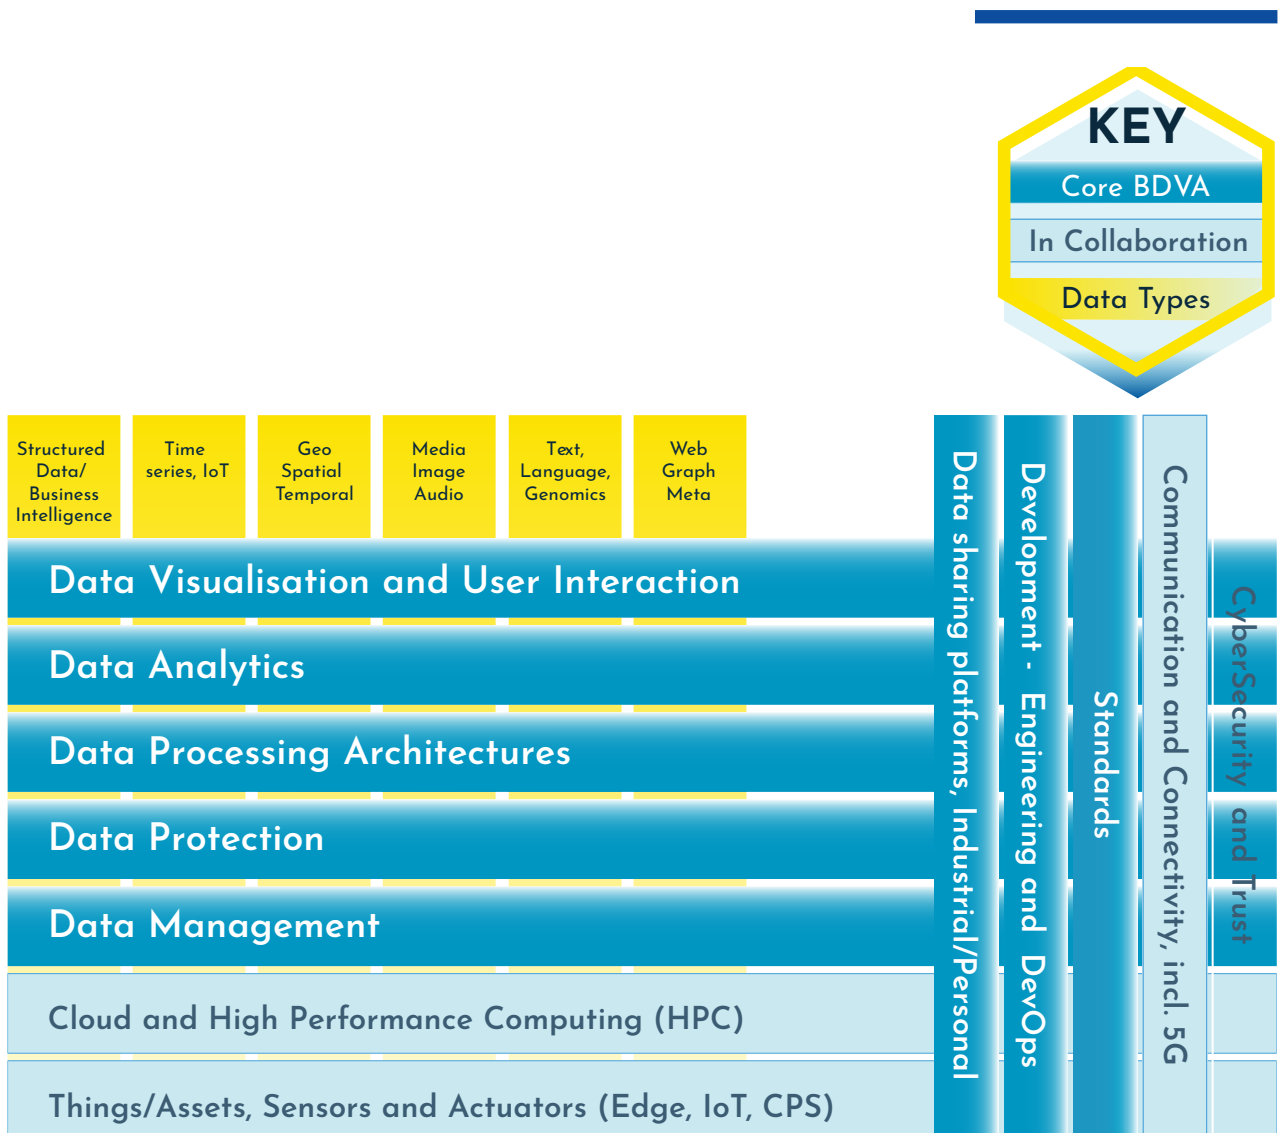 KEY
Core BDVA
In Collaboration
Data Types
Structured
Data/
Business
Intelligence
Time
series, IoT
Geo
Spatial
Temporal
Media
Image
Audio
Text,
Language,
Genomics
Web
Graph
Meta
Data Visualisation and User Interaction
Data Analytics
Data Processing Architectures
Data Protection
Data Management
Cloud and High Performance Computing (HPC)
Things/Assets, Sensors and Actuators (Edge, IoT, CPS)
Data sharing platforms, Industrial/Personal
Development - Engineering and DevOps
Standards
Communication and Connectivity, incl. 5G
CyberSecurity and Trust